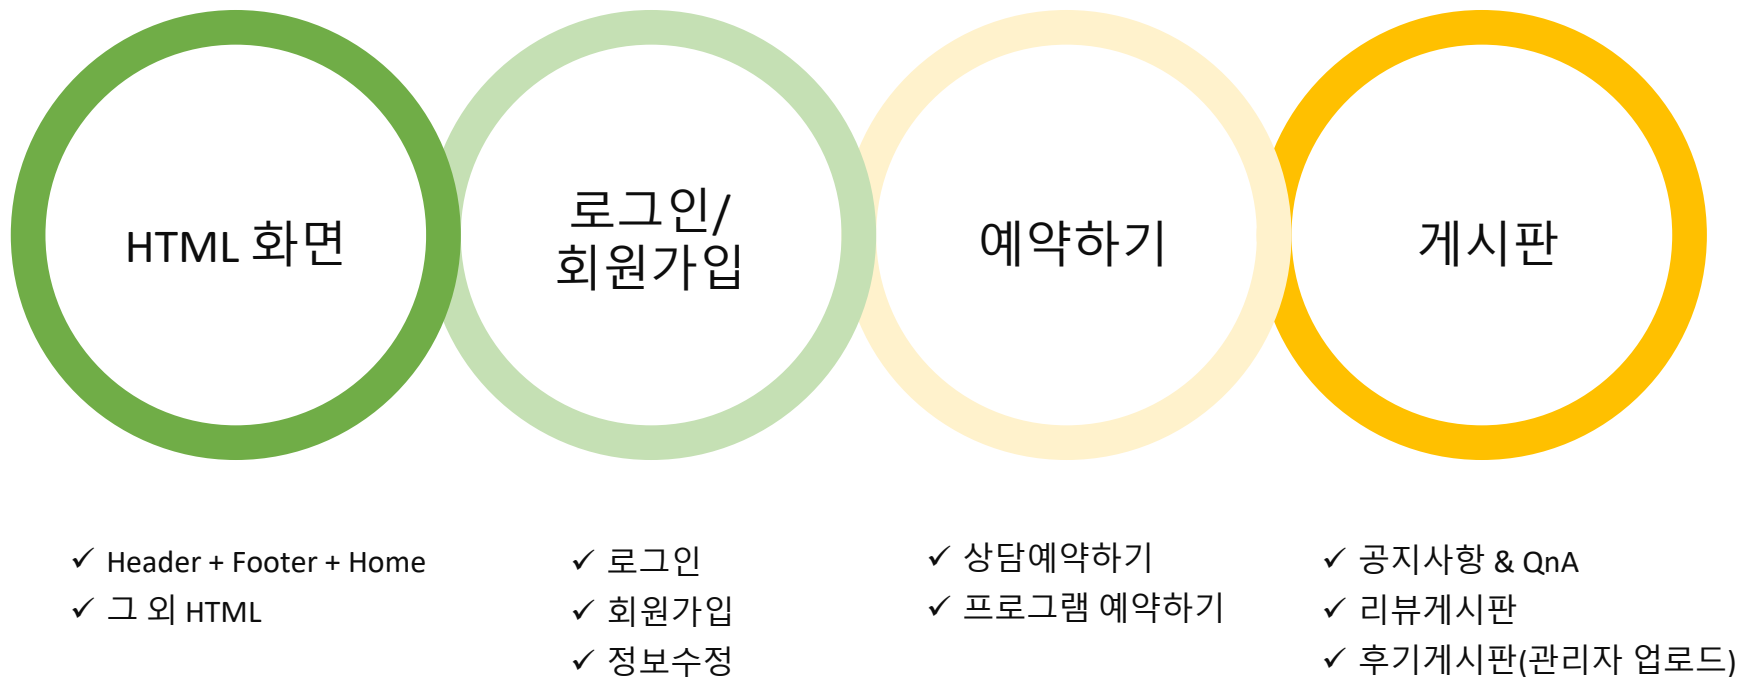 HTML 화면
로그인/
회원가입
예약하기
게시판
✓ Header + Footer + Home
✓ 그 외 HTML
✓ 로그인
✓ 회원가입
✓ 정보수정
✓ 상담예약하기
✓ 프로그램 예약하기
✓ 공지사항 & QnA
✓ 리뷰게시판
✓ 후기게시판(관리자 업로드)